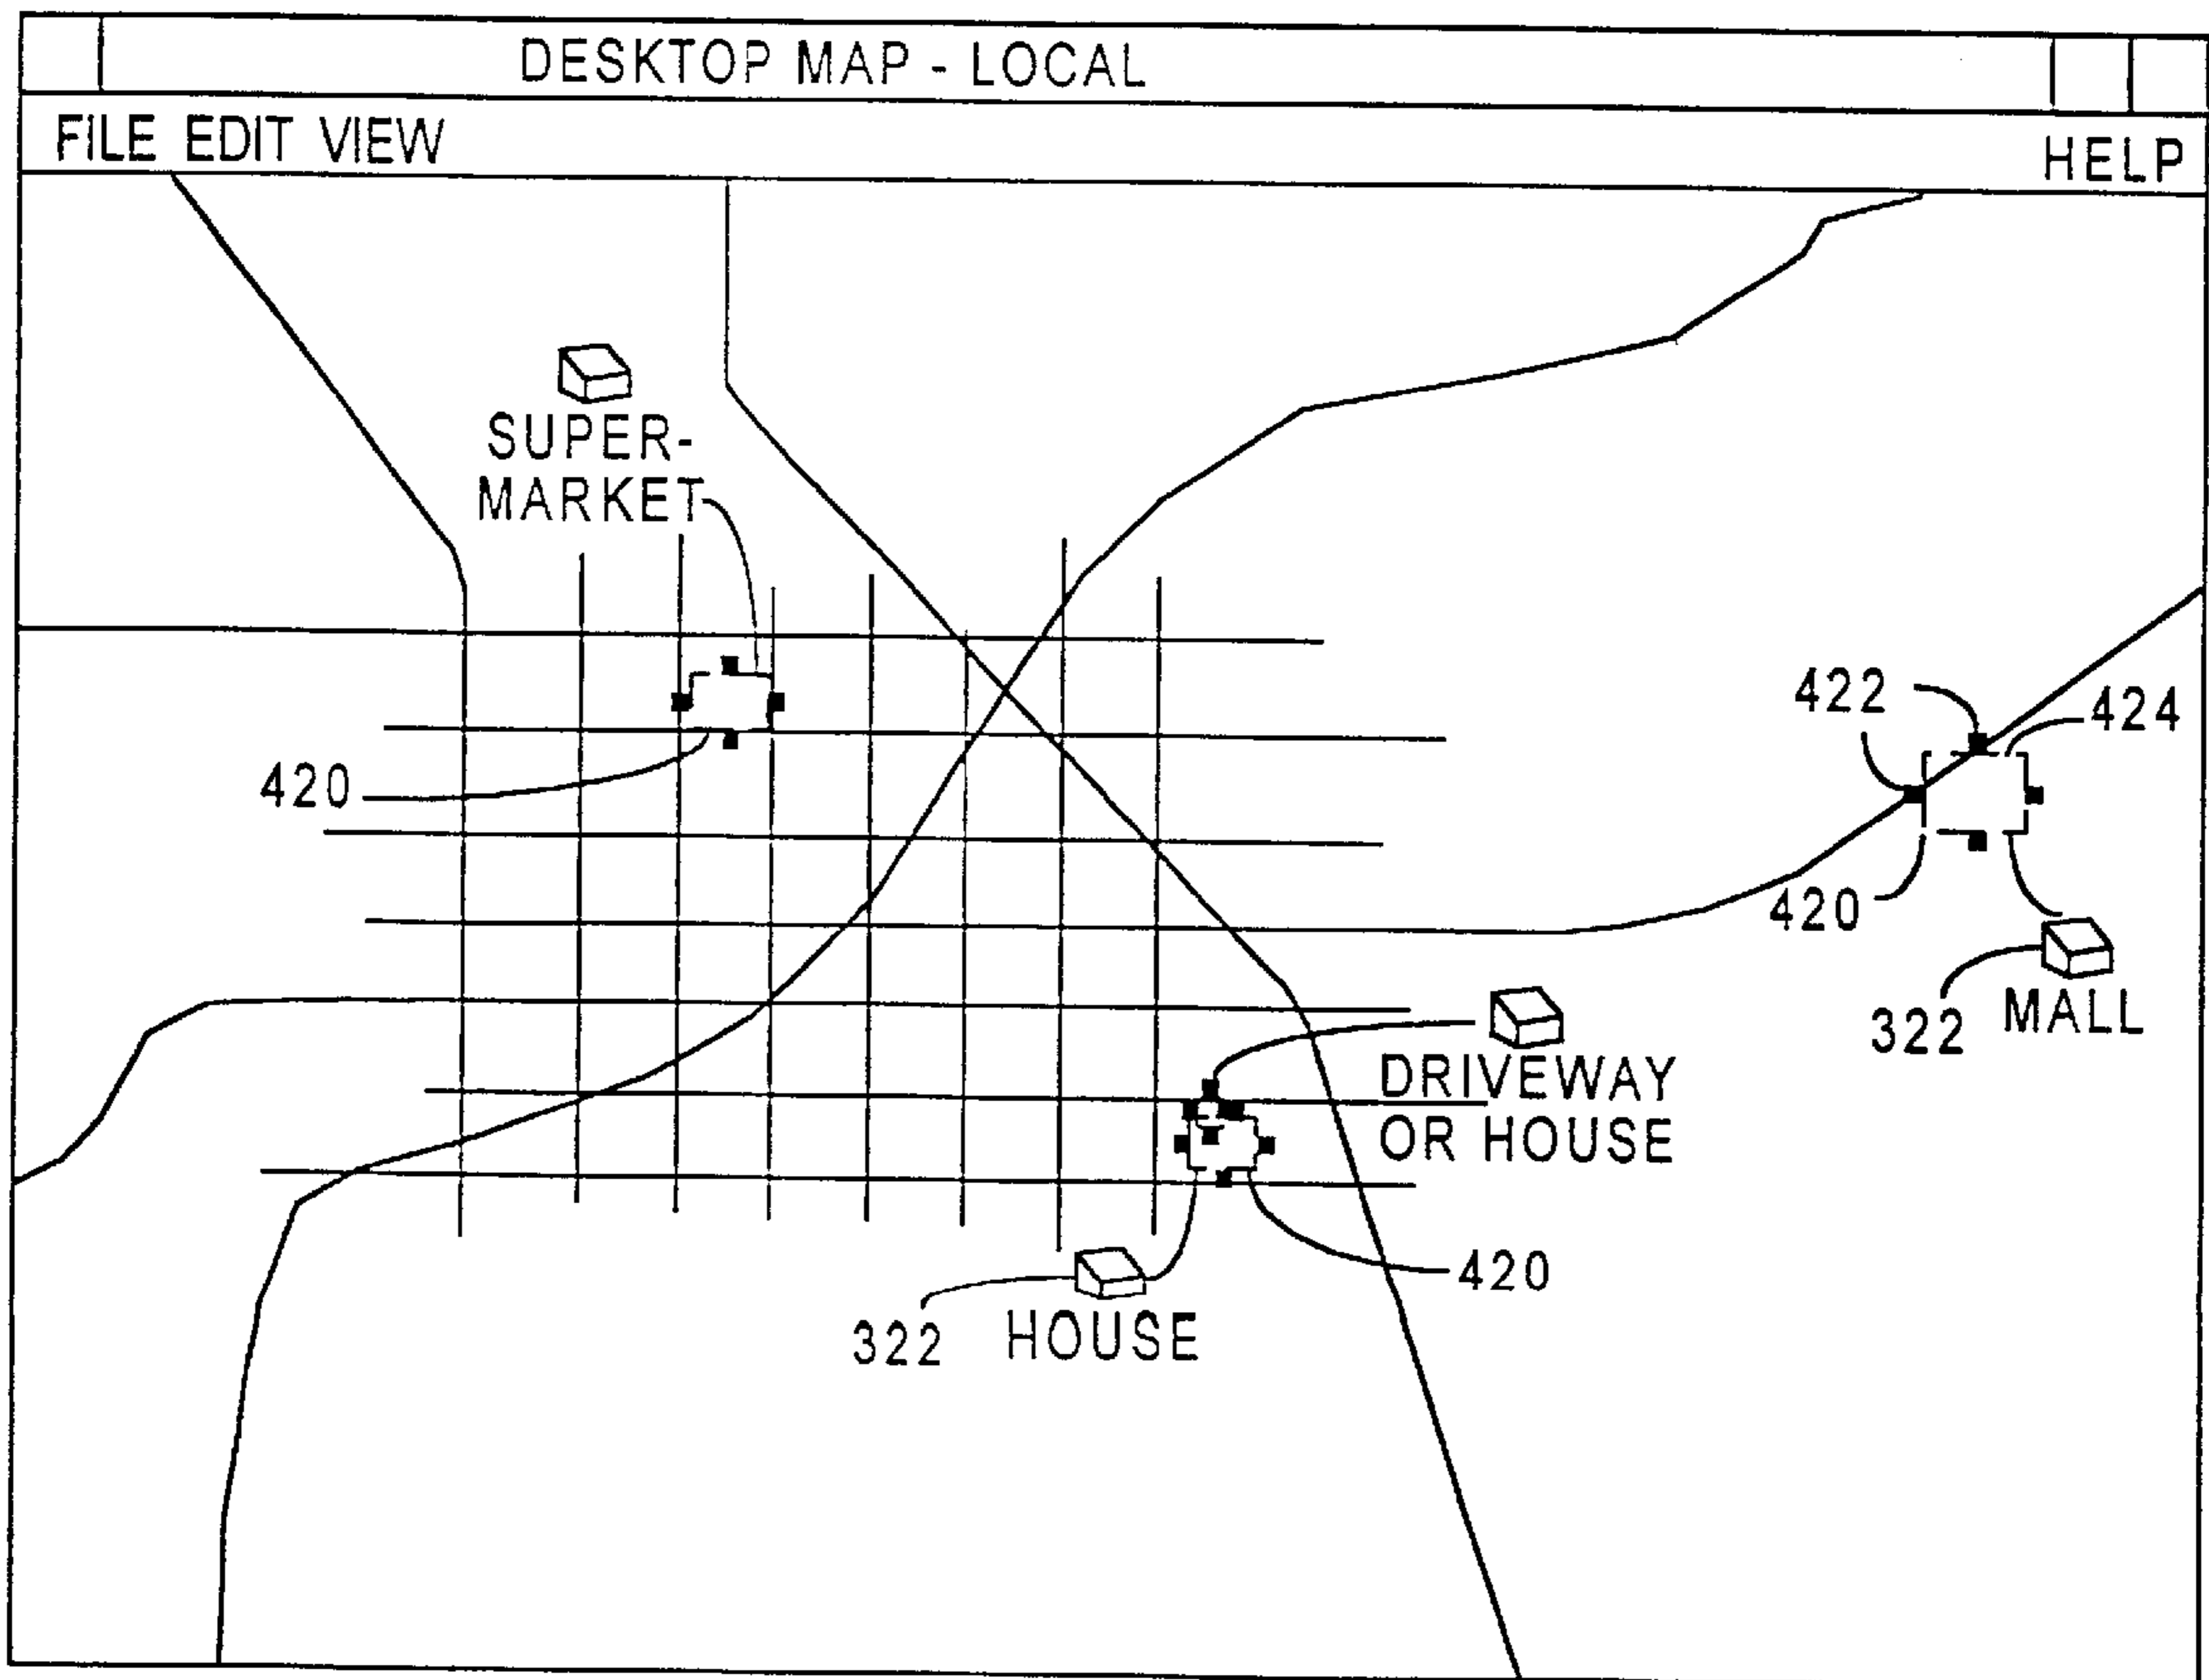 DESKTOP MAP - LOCAL
FILE EDIT VIEW
HELP
SUPER-
MARKET
422
424
420
420
322
MALL
DRIVEWAY
OR HOUSE
420
322
HOUSE